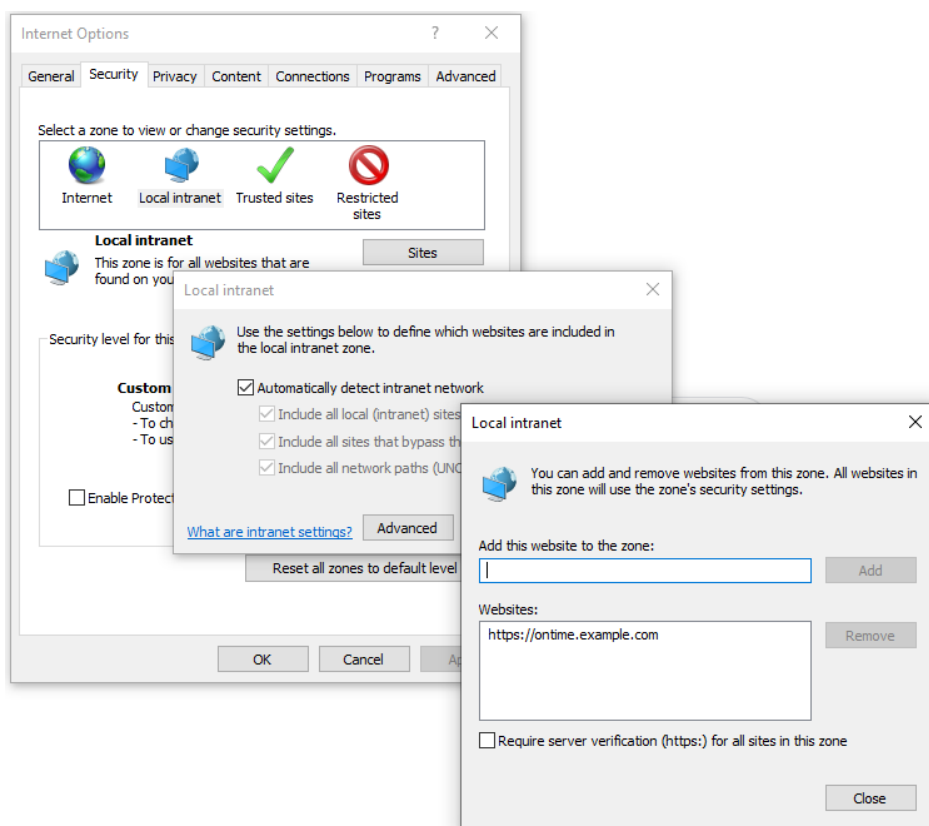 Internet Options
?
General Security Privacy Content Connections Programs Advanced
Select a zone to view or change security settings.
Internet Local intranet Trusted sites Restricted
sites
Local intranet
Sites
This zone is for all websites that are
found on you
Security level for this
Custom
Custom
- To ch
- To us
Enable Protec
Reset all zones to default level
OK Cancel Ap
Local intranet
Use the settings below to define which websites are included in
the local intranet zone.
Automatically detect intranet network
Include all local (intranet) sites
Include all sites that bypass th
Include all network paths (UNC
What are intranet settings? Advanced
Local intranet
You can add and remove websites from this zone. All websites in
this zone will use the zone's security settings.
Add this website to the zone:
Add
Websites:
https://ontime.example.com
Remove
Require server verification (https:) for all sites in this zone
Close